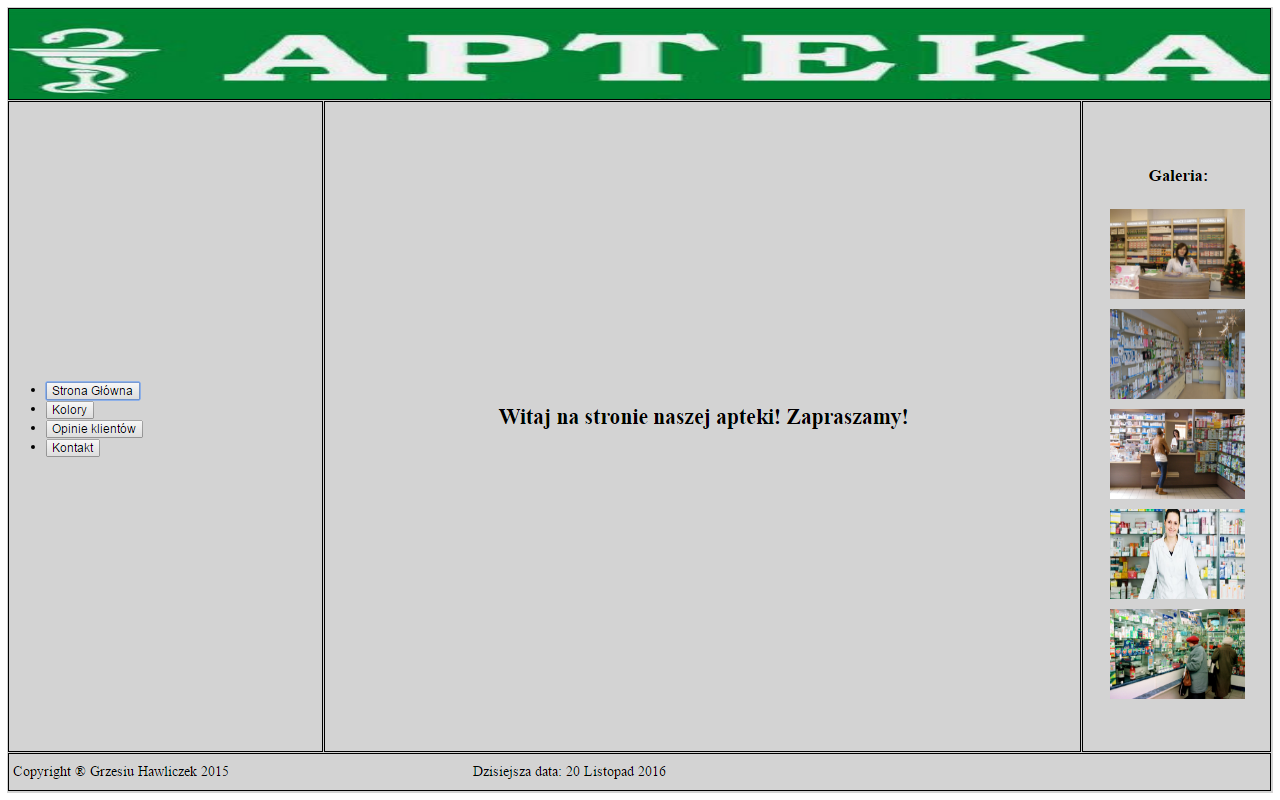 APTEKA
Strona Główna
Kolory
Opinie klientów
Kontakt
Witaj na stronie naszej apteki! Zapraszamy!
Galeria:
Copyright ® Grzesiu Hawliczek 2015
Dzisiejsza data: 20 Listopad 2016